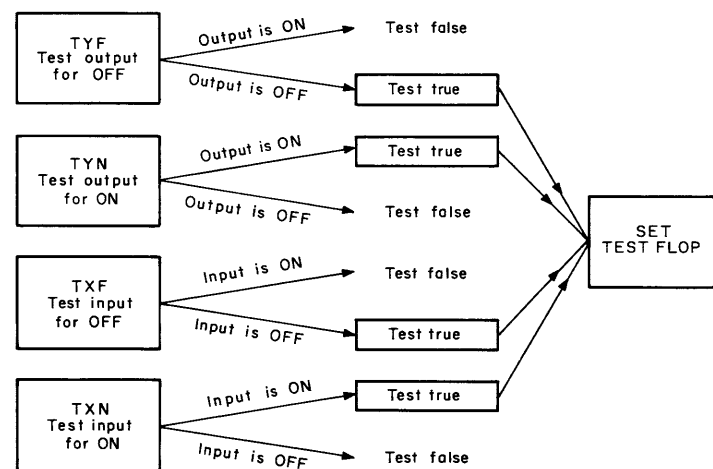 TYF
Test output
for OFF
Output is ON
Test false
Output is OFF
Test true
TYN
Test output
for ON
Output is ON
Test true
Output is OFF
Test false
TXF
Test input
for OFF
Input is ON
Test false
Input is OFF
Test true
TXN
Test input
for ON
Input is ON
Test true
Input is OFF
Test false
SET
TEST FLOP